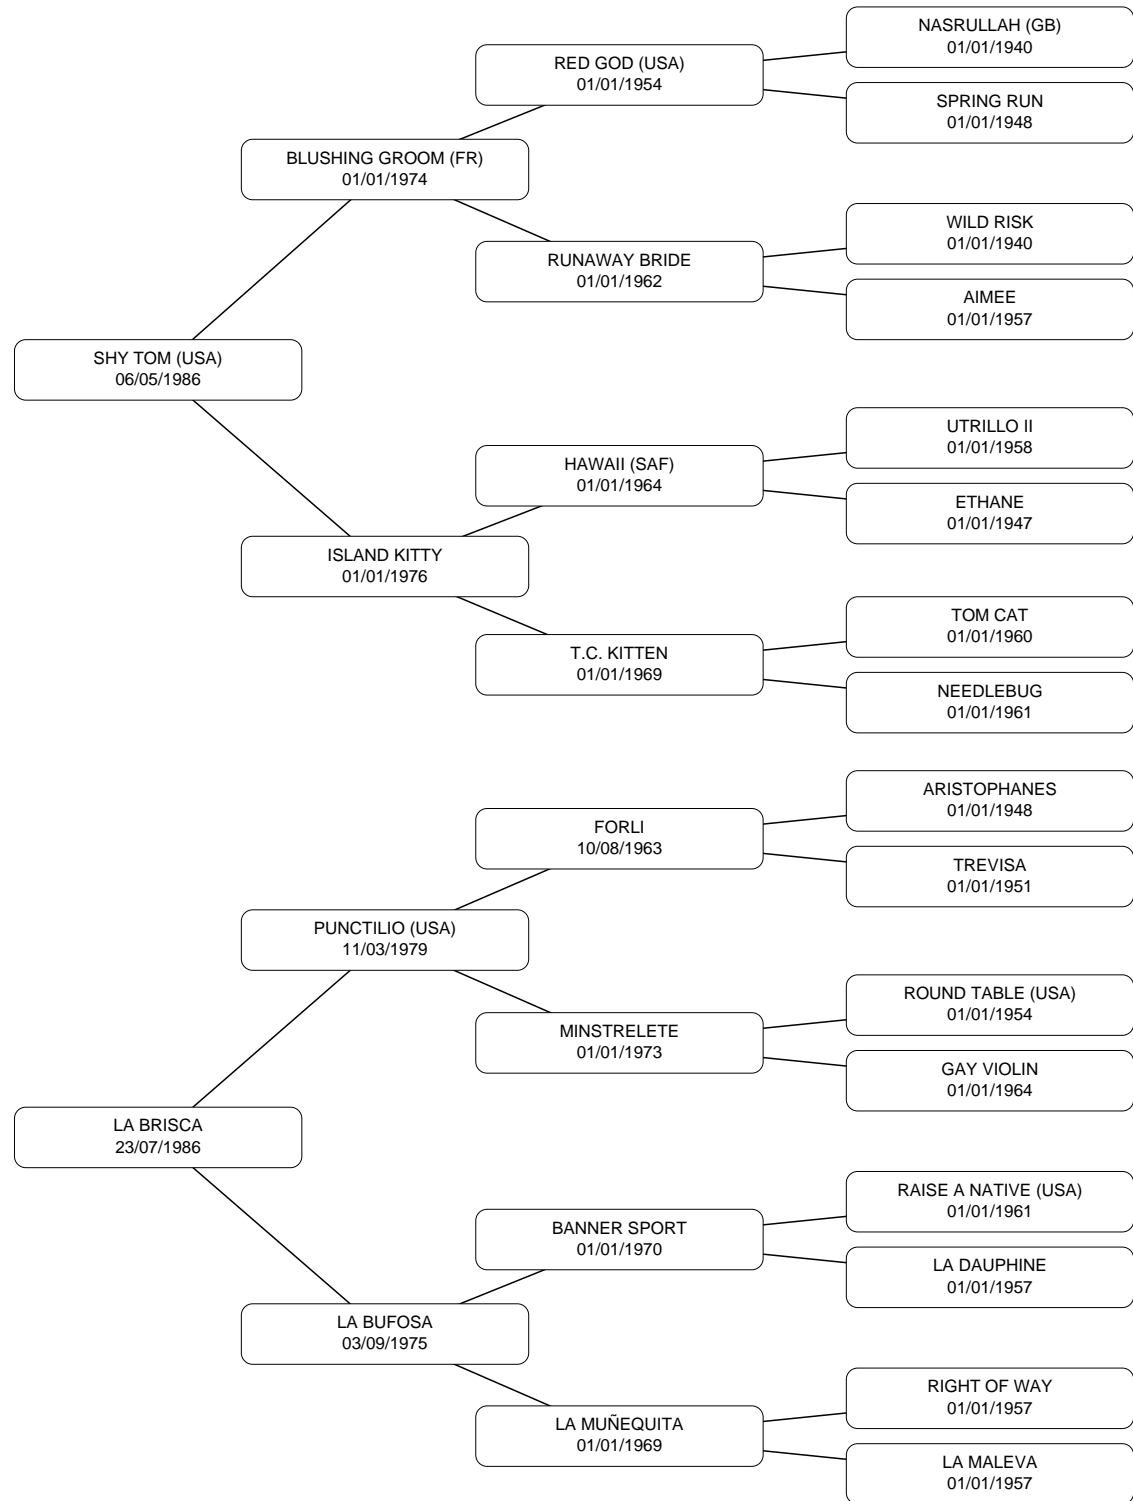 NASRULLAH (GB)
01/01/1940
RED GOD (USA)
01/01/1954
SPRING RUN
01/01/1948
BLUSHING GROOM (FR)
01/01/1974
WILD RISK
01/01/1940
RUNAWAY BRIDE
01/01/1962
AIMEE
01/01/1957
SHY TOM (USA)
06/05/1986
UTRILLO II
01/01/1958
HAWAII (SAF)
01/01/1964
ETHANE
01/01/1947
ISLAND KITTY
01/01/1976
TOM CAT
01/01/1960
T.C. KITTEN
01/01/1969
NEEDLEBUG
01/01/1961
ARISTOPHANES
01/01/1948
FORLI
10/08/1963
TREVISA
01/01/1951
PUNCTILIO (USA)
11/03/1979
ROUND TABLE (USA)
01/01/1954
MINSTRELETE
01/01/1973
GAY VIOLIN
01/01/1964
LA BRISCA
23/07/1986
RAISE A NATIVE (USA)
01/01/1961
BANNER SPORT
01/01/1970
LA DAUPHINE
01/01/1957
LA BUFOSA
03/09/1975
RIGHT OF WAY
01/01/1957
LA MUÑEQUITA
01/01/1969
LA MALEVA
01/01/1957